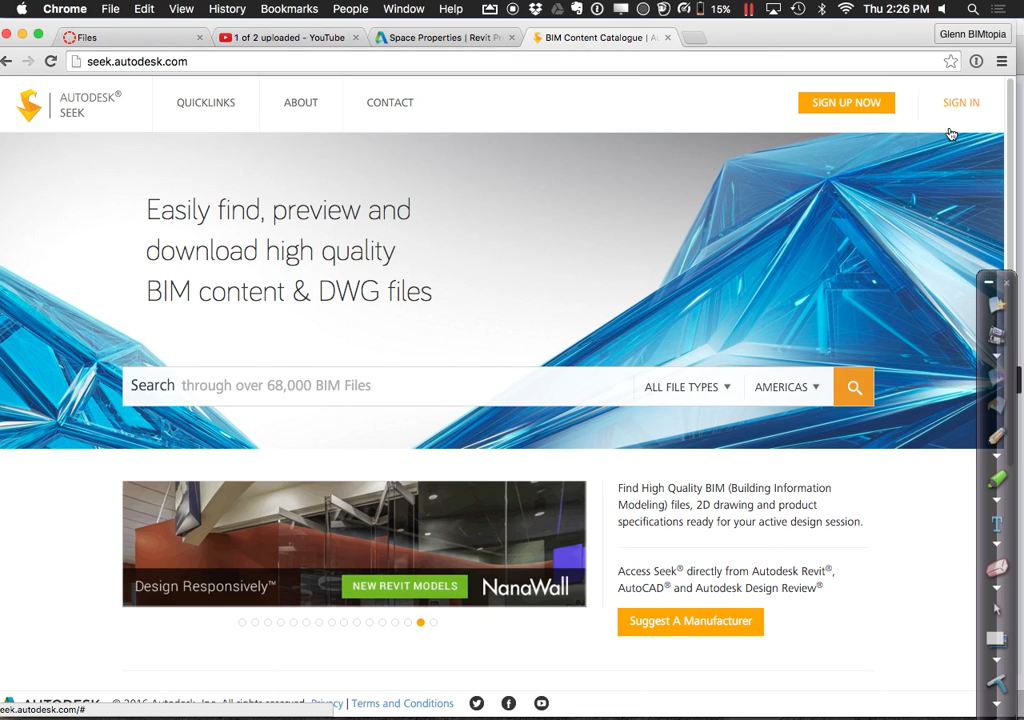 Chrome File Edit View History Bookmarks People Window Help 15% Thu 2:26 PM
Files 1 of 2 uploaded - YouTube Space Properties | Revit Pr BIM Content Catalogue | A Glenn BIMtopia
seek.autodesk.com
AUTODESK®
SEEK
QUICKLINKS ABOUT CONTACT SIGN UP NOW SIGN IN
Easily find, preview and
download high quality
BIM content & DWG files
Search through over 68,000 BIM Files ALL FILE TYPES AMERICAS
Design Responsively™ NEW REVIT MODELS NanaWall
Find High Quality BIM (Building Information
Modeling) files, 2D drawing and product
specifications ready for your active design session.
Access Seek® directly from Autodesk Revit®,
AutoCAD® and Autodesk Design Review®
Suggest A Manufacturer
AUTODESK © 2016 Autodesk, Inc. All rights reserved. Privacy | Terms and Conditions
eek.autodesk.com/#